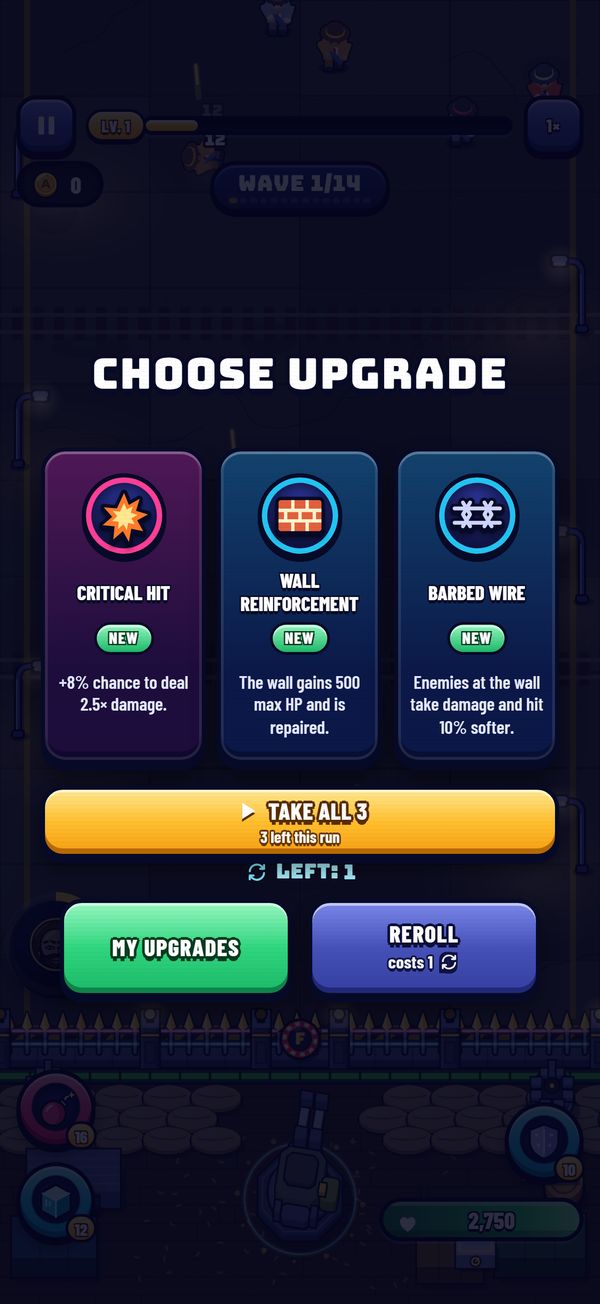 12
LV. 1
1×
12
0
WAVE 1/14
CHOOSE UPGRADE
CRITICAL HIT
NEW
+8% chance to deal
2.5× damage.
WALL
REINFORCEMENT
NEW
The wall gains 500
max HP and is
repaired.
BARBED WIRE
NEW
Enemies at the wall
take damage and hit
10% softer.
TAKE ALL 3
3 left this run
LEFT: 1
MY UPGRADES
REROLL
costs 1
F
16
10
12
2,750